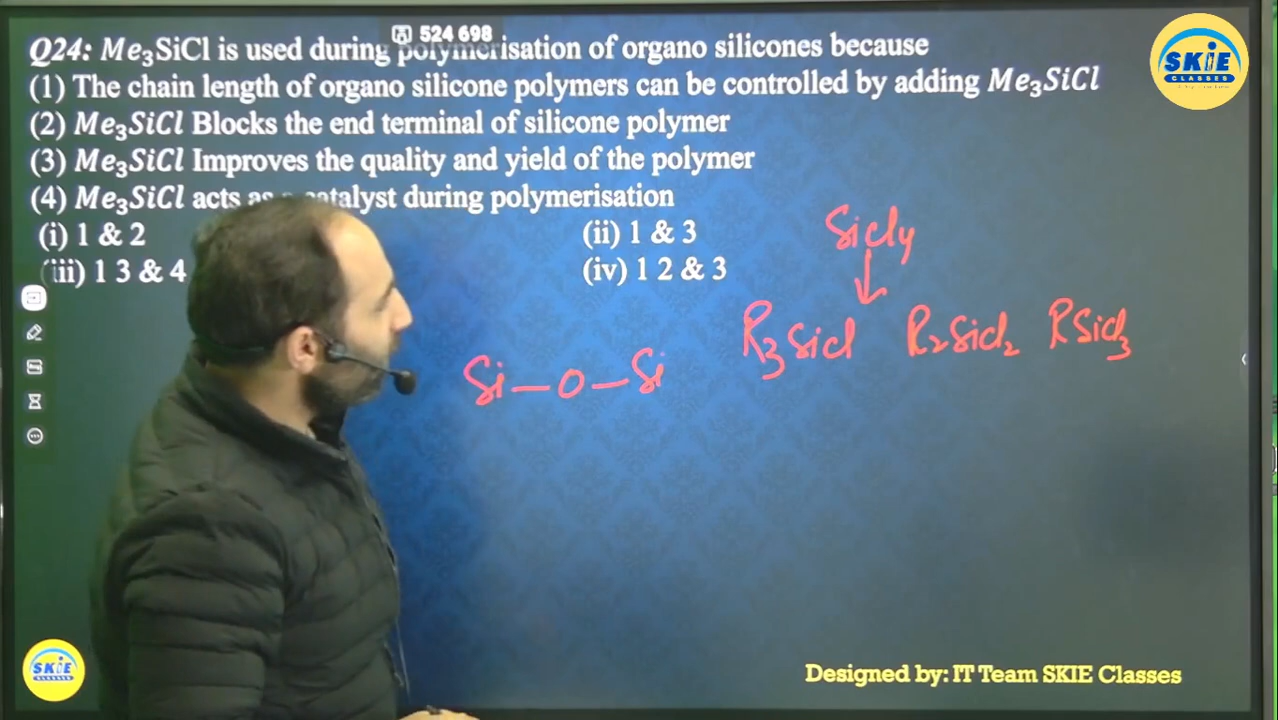 524 698
Q24: Me₃SiCl is used during polymerisation of organo silicones because
(1) The chain length of organo silicone polymers can be controlled by adding Me₃SiCl
(2) Me₃SiCl Blocks the end terminal of silicone polymer
(3) Me₃SiCl Improves the quality and yield of the polymer
(4) Me₃SiCl acts as a catalyst during polymerisation
(i) 1 & 2 (ii) 1 & 3
(iii) 1 3 & 4 (iv) 1 2 & 3
SiCl₄
R₃SiCl R₂SiCl₂ RSiCl₃
Si—O—Si
SKiE
CLASSES
SKiE
CLASSES
Designed by: IT Team SKIE Classes